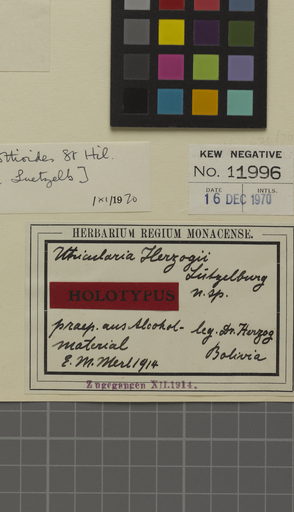 ottioides St Hil.
Luetzelb]
1 XI 1970
KEW NEGATIVE
No. 11996
DATE INTLS.
16 DEC 1970
HERBARIUM REGIUM MONACENSE.
Utricularia Herzogii
Lützelburg
HOLOTYPUS n. sp.
praep. aus Alcohol- leg. Dr. Herzog
material Bolivia
E. M. Merl 1914
Zugegangen XII.1914.